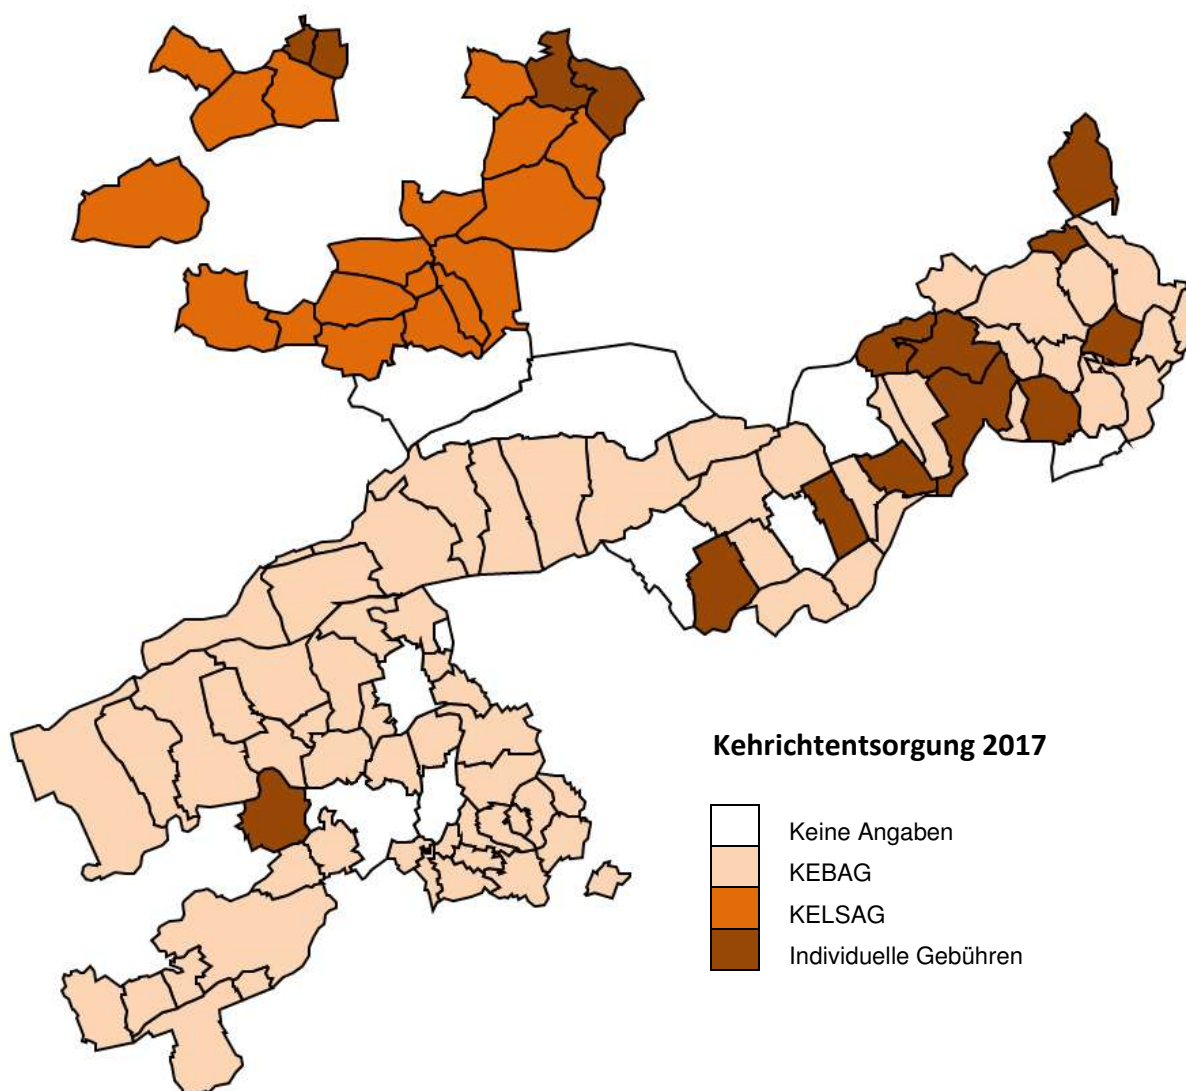 Kehrichtentsorgung 2017
Keine Angaben
KEBAG
KELSAG
Individuelle Gebühren